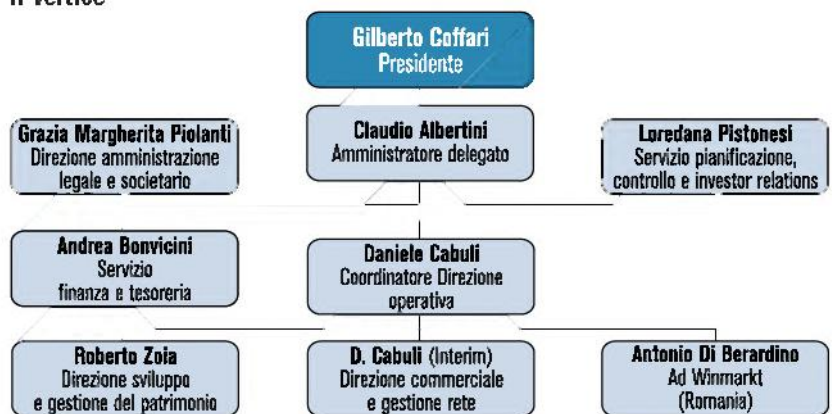 Il vertice
Gilberto Coffari
Presidente
Grazia Margherita Piolanti
Direzione amministrazione
legale e societario
Claudio Albertini
Amministratore delegato
Loredana Pistonesi
Servizio pianificazione,
controllo e investor relations
Andrea Bonvicini
Servizio
finanza e tesoreria
Daniele Cabuli
Coordinatore Direzione
operativa
Roberto Zoia
Direzione sviluppo
e gestione del patrimonio
D. Cabuli (Interim)
Direzione commerciale
e gestione rete
Antonio Di Berardino
Ad Winmarkt
(Romania)